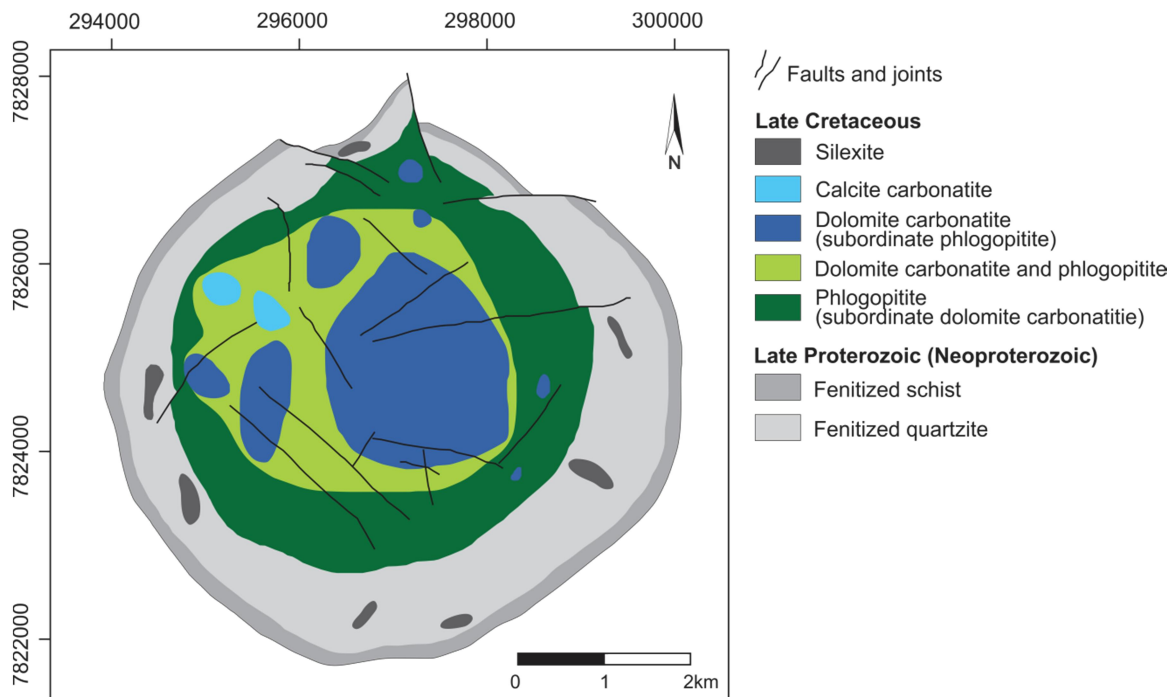 294000
296000
298000
300000
7828000
7826000
7824000
7822000
N
0
1
2km
Faults and joints
Late Cretaceous
Silexite
Calcite carbonatite
Dolomite carbonatite
(subordinate phlogopitite)
Dolomite carbonatite and phlogopitite
Phlogopitite
(subordinate dolomite carbonatitie)
Late Proterozoic (Neoproterozoic)
Fenitized schist
Fenitized quartzite